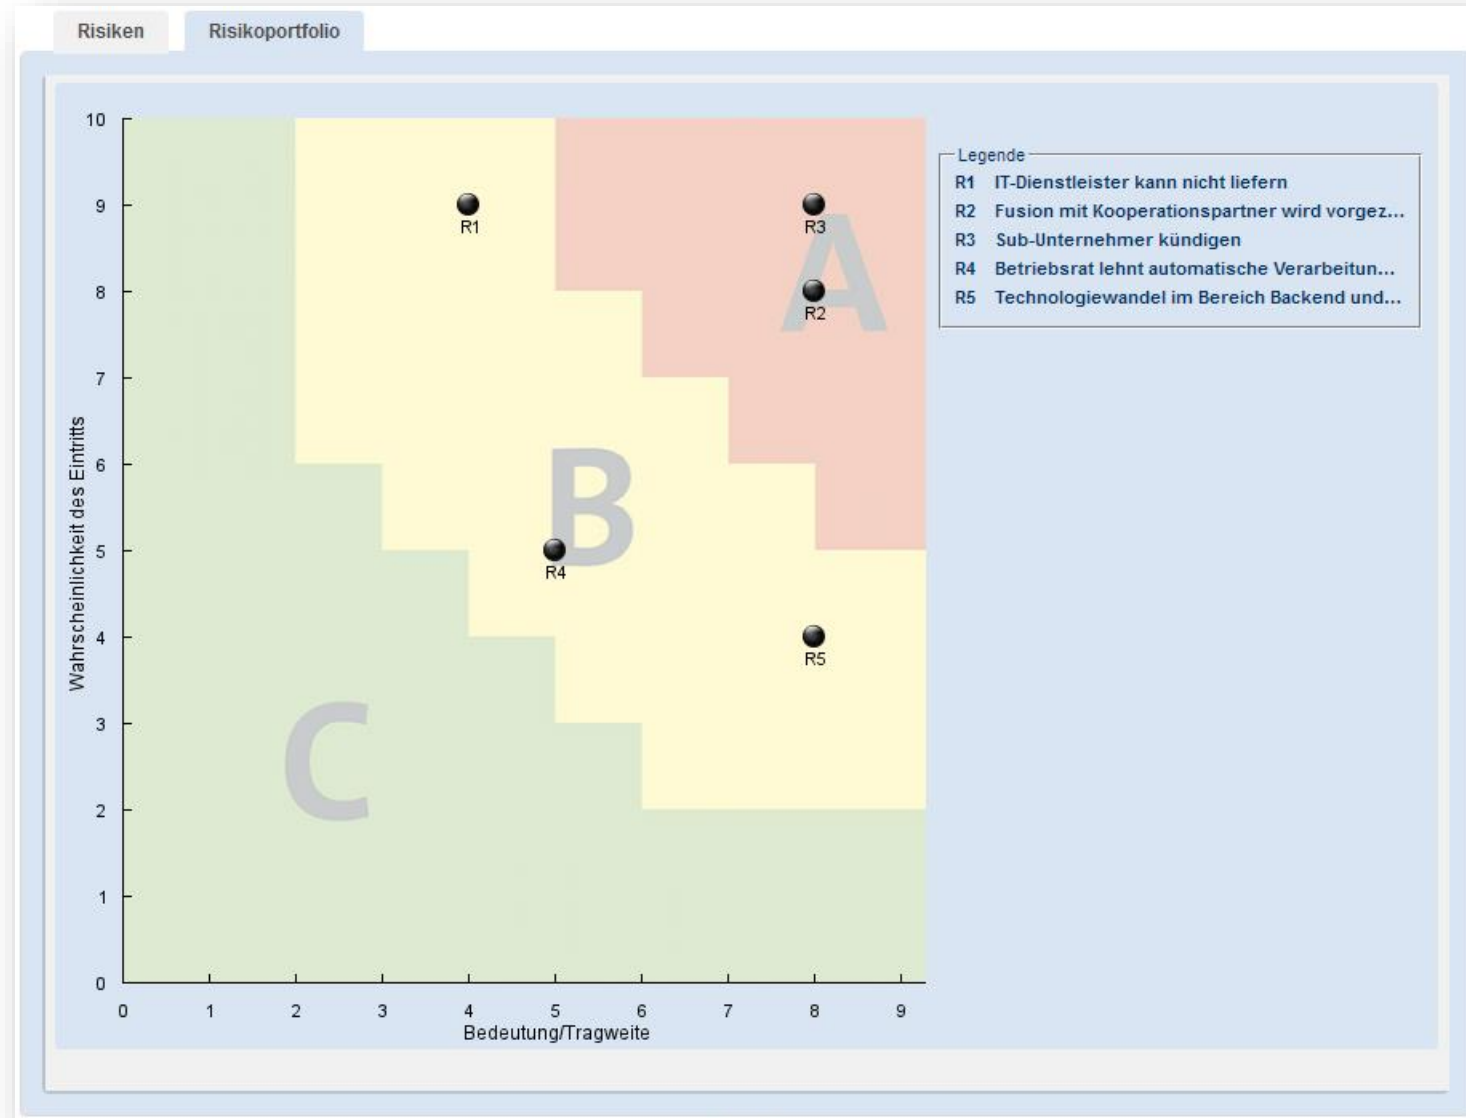 Risiken
Risikoportfolio
10
9
8
7
6
5
4
3
2
1
0
Wahrscheinlichkeit des Eintritts
R1
R3
A
R2
B
R4
R5
C
0 1 2 3 4 5 6 7 8 9
Bedeutung/Tragweite
Legende
R1 IT-Dienstleister kann nicht liefern
R2 Fusion mit Kooperationspartner wird vorgez...
R3 Sub-Unternehmer kündigen
R4 Betriebsrat lehnt automatische Verarbeitun...
R5 Technologiewandel im Bereich Backend und...